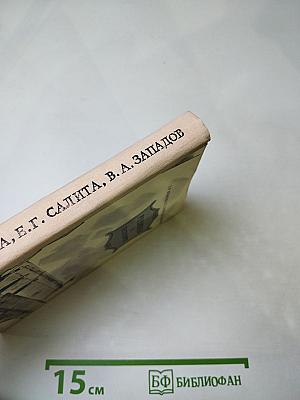 А, Е. Г. САЛИТА, В. А. ЗАПАДОВ
15 см
БФ БИБЛИОФАН